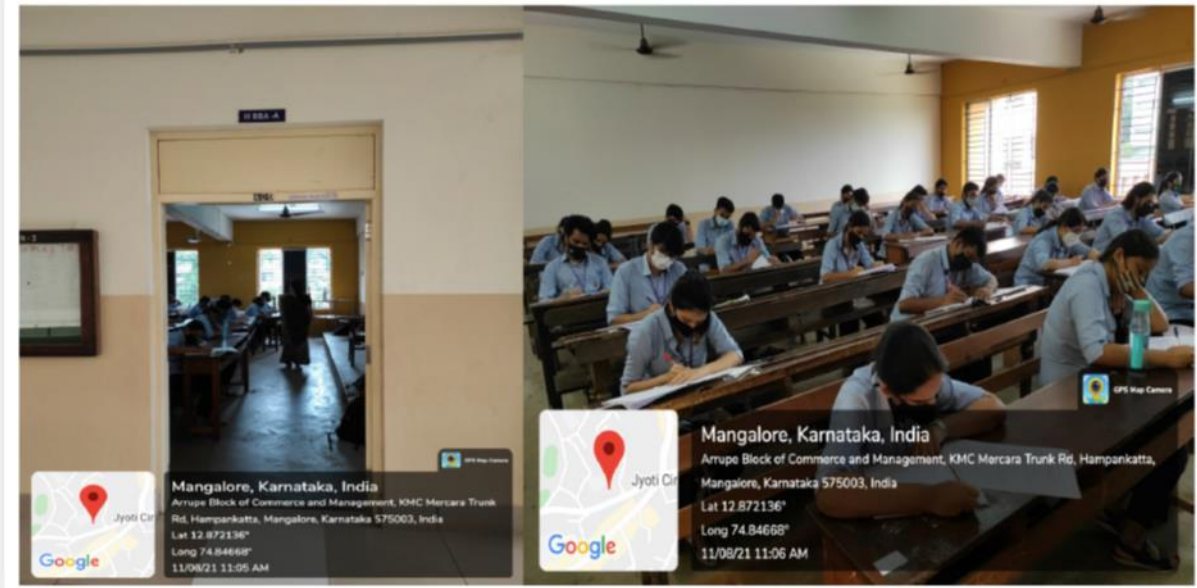 II BBA -A
GPS Map Camera
Jyoti Cir
Google
Mangalore, Karnataka, India
Arrupe Block of Commerce and Management, KMC Mercara Trunk
Rd, Hampankatta, Mangalore, Karnataka 575003, India
Lat 12.872136°
Long 74.84668°
11/08/21 11:05 AM
GPS Map Camera
Jyoti Cir
Google
Mangalore, Karnataka, India
Arrupe Block of Commerce and Management, KMC Mercara Trunk Rd, Hampankatta,
Mangalore, Karnataka 575003, India
Lat 12.872136°
Long 74.84668°
11/08/21 11:06 AM